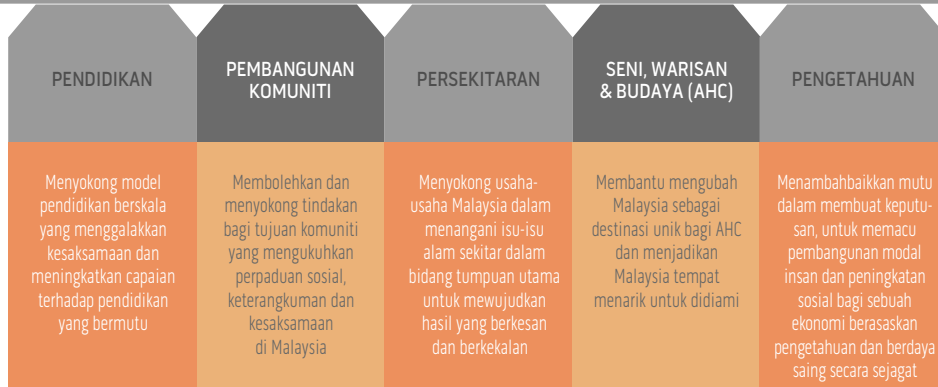 PENDIDIKAN
Menyokong model
pendidikan berskala
yang menggalakkan
kesaksamaan dan
meningkatkan capaian
terhadap pendidikan
yang bermutu
PEMBANGUNAN
KOMUNITI
Membolehkan dan
menyokong tindakan
bagi tujuan komuniti
yang mengukuhkan
perpaduan sosial,
keterangkuman dan
kesaksamaan
di Malaysia
PERSEKITARAN
Menyokong usaha-
usaha Malaysia dalam
menangani isu-isu
alam sekitar dalam
bidang tumpuan utama
untuk mewujudkan
hasil yang berkesan
dan berkekalan
SENI, WARISAN
& BUDAYA (AHC)
Membantu mengubah
Malaysia sebagai
destinasi unik bagi AHC
dan menjadikan
Malaysia tempat
menarik untuk didiami
PENGETAHUAN
Menambahbaikkan mutu
dalam membuat keputu-
san, untuk memacu
pembangunan modal
insan dan peningkatan
sosial bagi sebuah
ekonomi berasaskan
pengetahuan dan berdaya
saing secara sejagat